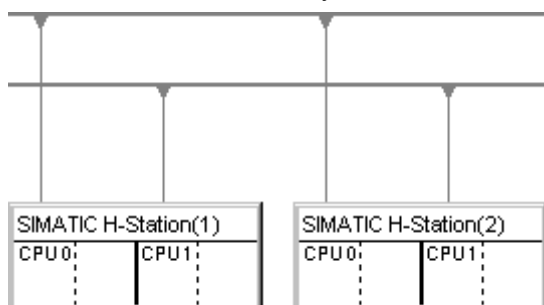 SIMATIC H-Station(1)
CPU0 CPU1
SIMATIC H-Station(2)
CPU0 CPU1